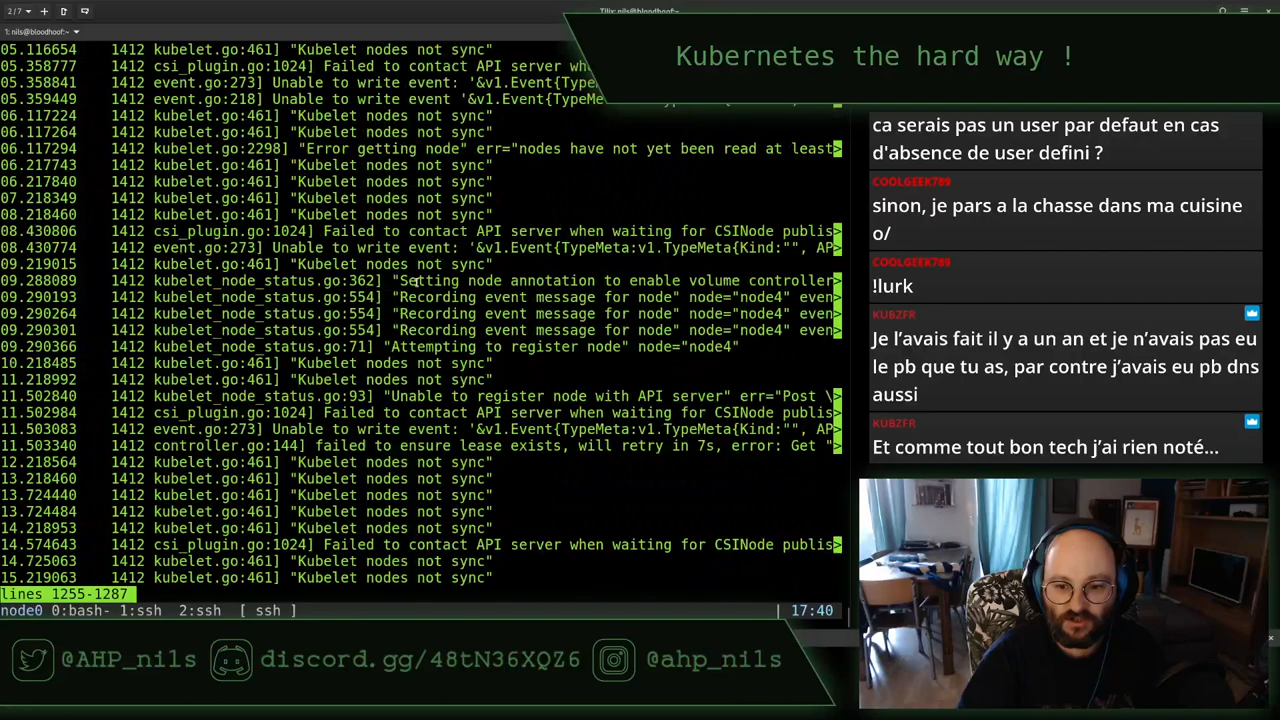 2/7
Tilix: nils@bloodhoof:~
1: nils@bloodhoof:~
Kubernetes the hard way !
05.116654 1412 kubelet.go:461] "Kubelet nodes not sync"
05.358777 1412 csi_plugin.go:1024] Failed to contact API server
05.358841 1412 event.go:273] Unable to write event: '&v1.Event{Type
05.359449 1412 event.go:218] Unable to write event '&v1.Event{TypeMe
06.117224 1412 kubelet.go:461] "Kubelet nodes not sync"
06.117264 1412 kubelet.go:461] "Kubelet nodes not sync"
06.117294 1412 kubelet.go:2298] "Error getting node" err="nodes have not yet been read at least>
06.217743 1412 kubelet.go:461] "Kubelet nodes not sync"
06.217840 1412 kubelet.go:461] "Kubelet nodes not sync"
07.218349 1412 kubelet.go:461] "Kubelet nodes not sync"
08.218460 1412 kubelet.go:461] "Kubelet nodes not sync"
08.430806 1412 csi_plugin.go:1024] Failed to contact API server when waiting for CSINode publis>
08.430774 1412 event.go:273] Unable to write event: '&v1.Event{TypeMeta:v1.TypeMeta{Kind:"", AP>
09.219015 1412 kubelet.go:461] "Kubelet nodes not sync"
09.288089 1412 kubelet_node_status.go:362] "Setting node annotation to enable volume controller>
09.290193 1412 kubelet_node_status.go:554] "Recording event message for node" node="node4" even>
09.290264 1412 kubelet_node_status.go:554] "Recording event message for node" node="node4" even>
09.290301 1412 kubelet_node_status.go:554] "Recording event message for node" node="node4" even>
09.290366 1412 kubelet_node_status.go:71] "Attempting to register node" node="node4"
10.218485 1412 kubelet.go:461] "Kubelet nodes not sync"
11.218992 1412 kubelet.go:461] "Kubelet nodes not sync"
11.502840 1412 kubelet_node_status.go:93] "Unable to register node with API server" err="Post \>
11.502984 1412 csi_plugin.go:1024] Failed to contact API server when waiting for CSINode publis>
11.503083 1412 event.go:273] Unable to write event: '&v1.Event{TypeMeta:v1.TypeMeta{Kind:"", AP>
11.503340 1412 controller.go:144] failed to ensure lease exists, will retry in 7s, error: Get ">
12.218564 1412 kubelet.go:461] "Kubelet nodes not sync"
13.218460 1412 kubelet.go:461] "Kubelet nodes not sync"
13.724440 1412 kubelet.go:461] "Kubelet nodes not sync"
13.724484 1412 kubelet.go:461] "Kubelet nodes not sync"
14.218953 1412 kubelet.go:461] "Kubelet nodes not sync"
14.574643 1412 csi_plugin.go:1024] Failed to contact API server when waiting for CSINode publis>
14.725063 1412 kubelet.go:461] "Kubelet nodes not sync"
15.219063 1412 kubelet.go:461] "Kubelet nodes not sync"
lines 1255-1287
node0 0:bash- 1:ssh 2:ssh [ ssh ] | 17:40
ca serais pas un user par defaut en cas
d'absence de user defini ?
COOLGEEK789
sinon, je pars a la chasse dans ma cuisine
o/
COOLGEEK789
!lurk
KUBZFR
Je l’avais fait il y a un an et je n’avais pas eu
le pb que tu as, par contre j’avais eu pb dns
aussi
KUBZFR
Et comme tout bon tech j’ai rien noté...
@AHP_nils discord.gg/48tN36XQZ6 @ahp_nils